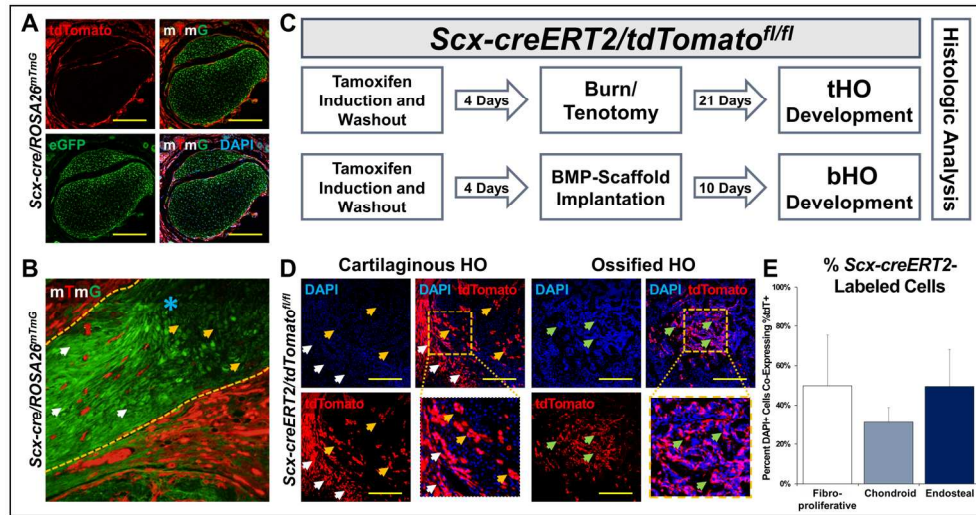 A
Scx-cre/ROSA26mTmG
tdTomato
mTmG
eGFP
mTmG DAPI
B
Scx-cre/ROSA26mTmG
mTmG
*
C
Scx-creERT2/tdTomatofl/fl
Tamoxifen
Induction and
Washout
4 Days
Burn/
Tenotomy
21 Days
tHO
Development
Tamoxifen
Induction and
Washout
4 Days
BMP-Scaffold
Implantation
10 Days
bHO
Development
Histologic Analysis
D
Cartilaginous HO
Ossified HO
Scx-creERT2/tdTomatofl/fl
DAPI
DAPI tdTomato
DAPI
DAPI tdTomato
tdTomato
tdTomato
E
% Scx-creERT2-
Labeled Cells
Percent DAPI+ Cells Co-Expressing %tdT+
100%
80%
60%
40%
20%
0%
Fibro-
proliferative
Chondroid
Endosteal